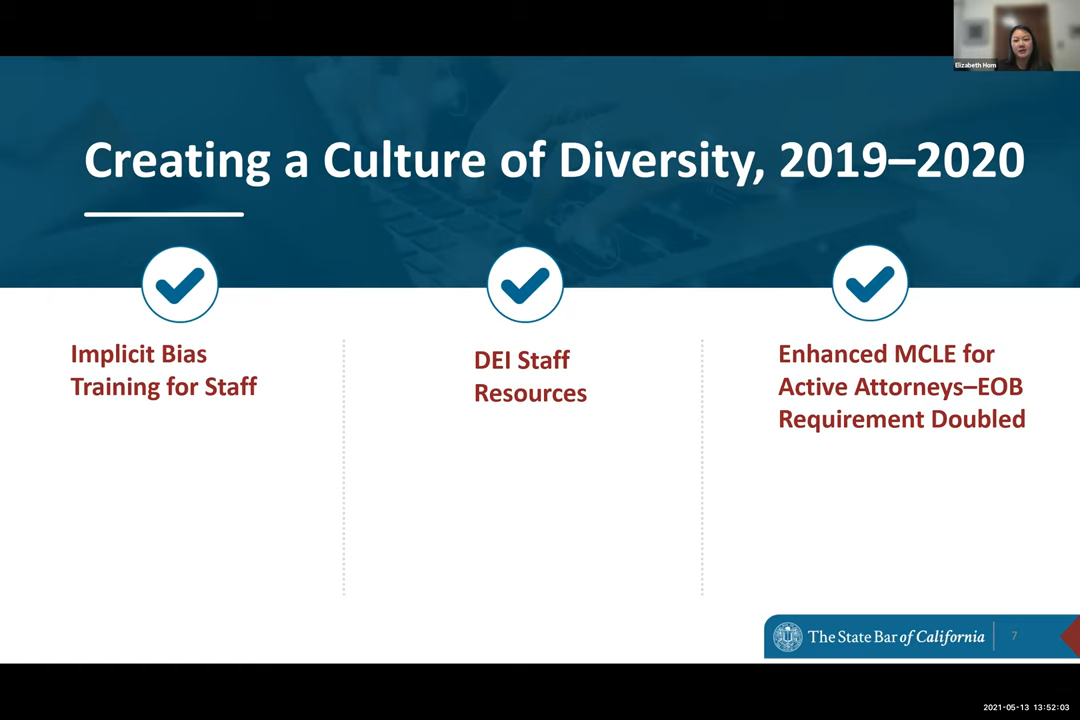 Elizabeth Hom
Creating a Culture of Diversity, 2019–2020
Implicit Bias
Training for Staff
DEI Staff
Resources
Enhanced MCLE for
Active Attorneys–EOB
Requirement Doubled
The State Bar of California
7
2021-05-13 13:52:03